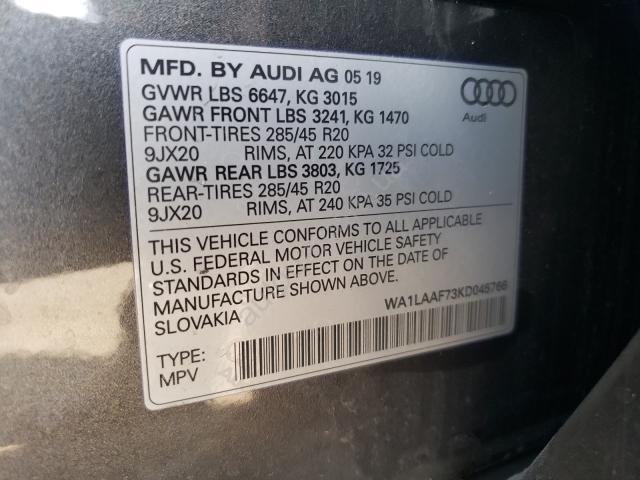 MFD. BY AUDI AG 05 19
GVWR LBS 6647, KG 3015
GAWR FRONT LBS 3241, KG 1470
FRONT-TIRES 285/45 R20
9JX20 RIMS, AT 220 KPA 32 PSI COLD
GAWR REAR LBS 3803, KG 1725
REAR-TIRES 285/45 R20
9JX20 RIMS, AT 240 KPA 35 PSI COLD
Audi
THIS VEHICLE CONFORMS TO ALL APPLICABLE
U.S. FEDERAL MOTOR VEHICLE SAFETY
STANDARDS IN EFFECT ON THE DATE OF
MANUFACTURE SHOWN ABOVE.
SLOVAKIA
WA1LAAF73KD045766
TYPE:
MPV